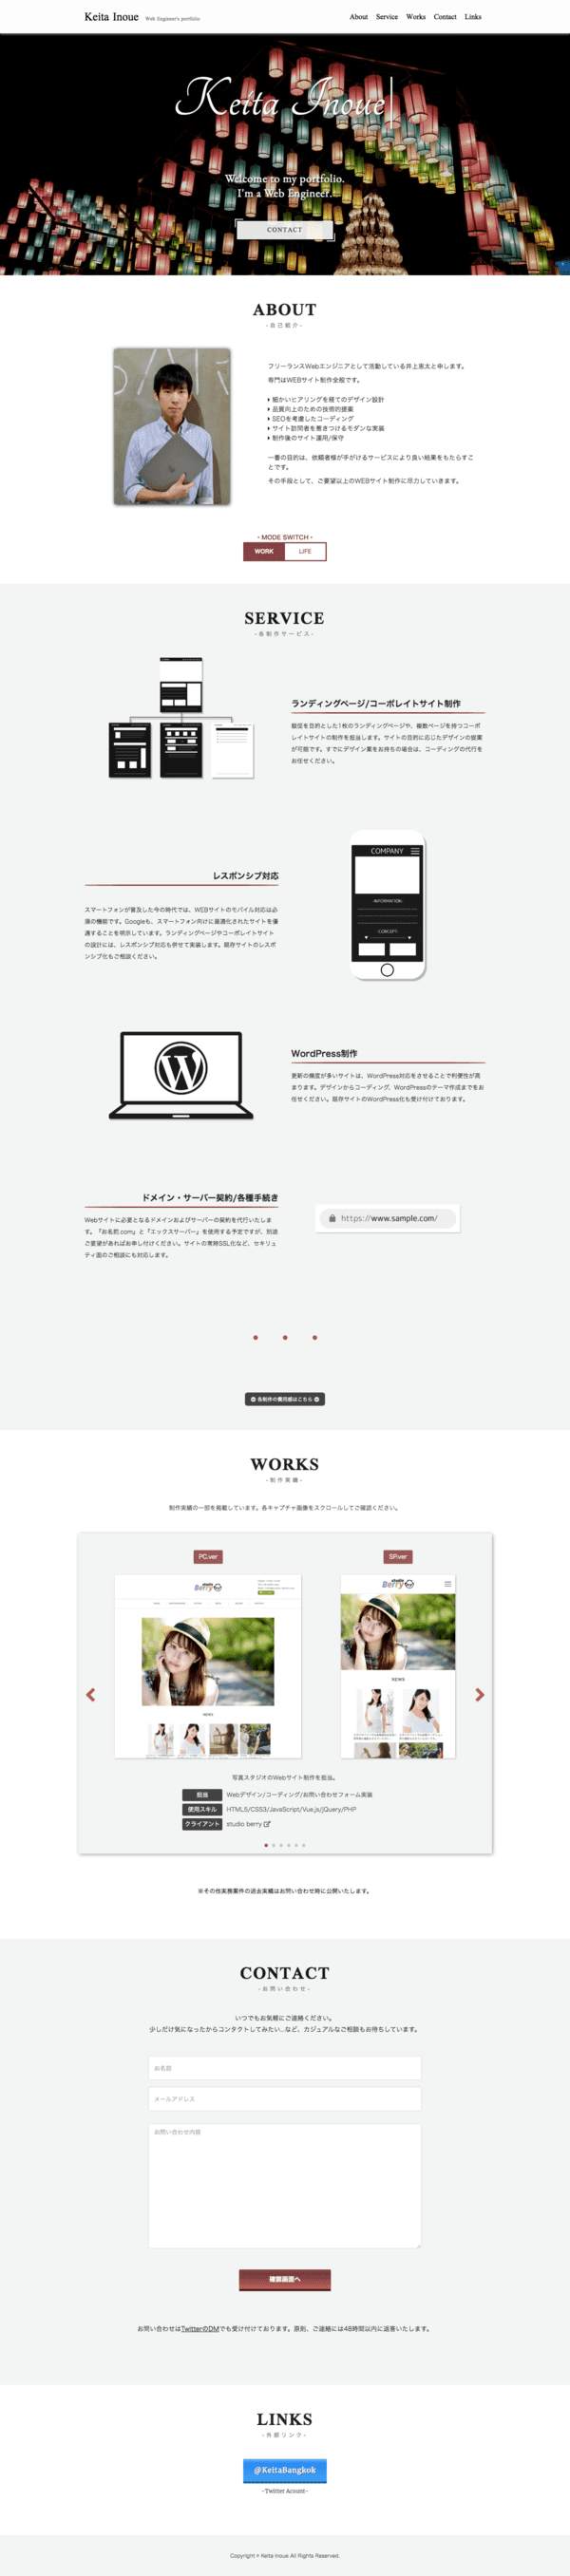 Keita Inoue Web Engineer's portfolio
About Service Works Contact Links
Keita Inoue
Welcome to my portfolio.
I'm a Web Engineer.
CONTACT
ABOUT
-自己紹介-
フリーランスWebエンジニアとして活動している井上恵太と申します。
専門はWEBサイト制作全般です。
細かいヒアリングを経てのデザイン設計
品質向上のための技術的提案
SEOを考慮したコーディング
サイト訪問者を惹きつけるモダンな実装
制作後のサイト運用/保守
一番の目的は、依頼者様が手がけるサービスにより良い結果をもたらすこ
とです。
その手段として、ご要望以上のWEBサイト制作に尽力していきます。
・MODE SWITCH・
WORK LIFE
SERVICE
-各制作サービス-
ランディングページ/コーポレイトサイト制作
販促を目的とした1枚のランディングページや、複数ページを持つコーポ
レイトサイトの制作を担当します。サイトの目的に応じたデザインの提案
が可能です。すでにデザイン案をお持ちの場合は、コーディングの代行を
お任せください。
レスポンシブ対応
スマートフォンが普及した今の時代では、WEBサイトのモバイル対応は必
須の機能です。Googleも、スマートフォン向けに最適化されたサイトを優
遇することを明示しています。ランディングページやコーポレイトサイト
の設計には、レスポンシブ対応も併せて実装します。既存サイトのレスポ
ンシブ化もご相談ください。
COMPANY
-INFORMATION-
-CONCEPT-
WordPress制作
更新の頻度が多いサイトは、WordPress対応をさせることで利便性が高
まります。デザインからコーディング、WordPressのテーマ作成までをお
任せください。既存サイトのWordPress化も受け付けております。
ドメイン・サーバー契約/各種手続き
Webサイトに必要となるドメインおよびサーバーの契約を代行いたしま
す。『お名前.com』と『エックスサーバー』を使用する予定ですが、別途
ご要望があればお申し付けください。サイトの常時SSL化など、セキュリ
ティ面のご相談にも対応します。
https://www.sample.com/
各制作の費用感はこちら
WORKS
-制作実績-
制作実績の一部を掲載しています。各キャプチャ画像をスクロールしてご確認ください。
PC.ver
SP.ver
studio Berry
studio Berry
NEWS
NEWS
写真スタジオのWebサイト制作を担当。
担当 Webデザイン/コーディング/お問い合わせフォーム実装
使用スキル HTML5/CSS3/JavaScript/Vue.js/jQuery/PHP
クライアント studio berry
※その他実務案件の過去実績はお問い合わせ時に公開いたします。
CONTACT
-お問い合わせ-
いつでもお気軽にご連絡ください。
少しだけ気になったからコンタクトしてみたい...など、カジュアルなご相談もお待ちしています。
お名前
メールアドレス
お問い合わせ内容
確認画面へ
お問い合わせはTwitterのDMでも受け付けております。原則、ご連絡には48時間以内に返答いたします。
LINKS
-外部リンク-
@KeitaBangkok
-Twitter Acount-
Copyright © Keita Inoue All Rights Reserved.